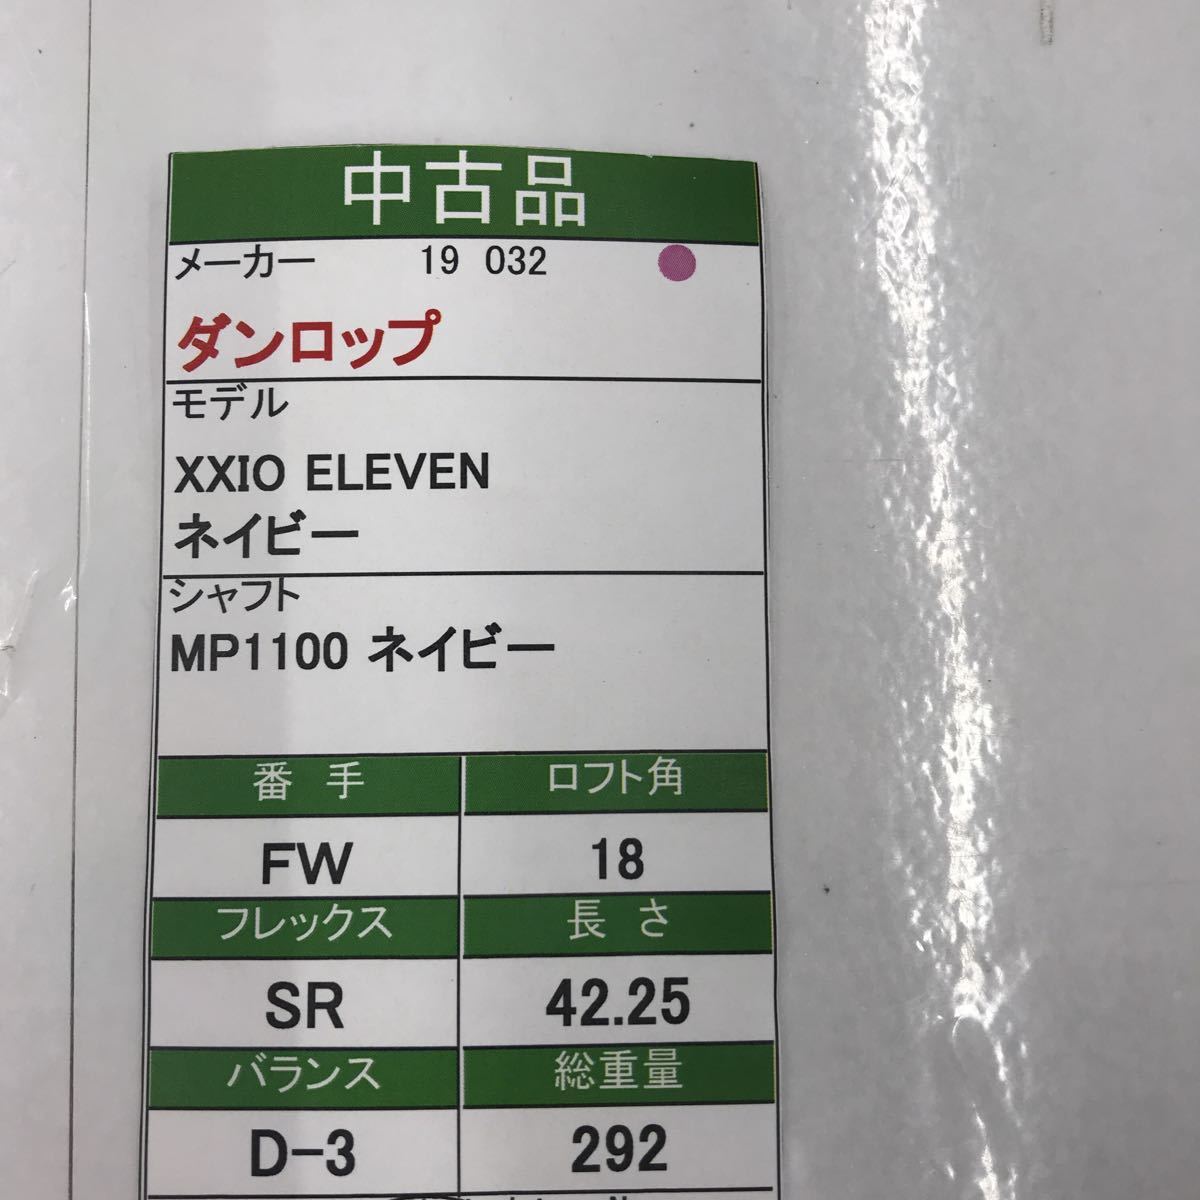 中古品
メーカー 19 032
ダンロップ
モデル
XXIO ELEVEN
ネイビー
シャフト
MP1100 ネイビー
番手 ロフト角
FW 18
フレックス 長さ
SR 42.25
バランス 総重量
D-3 292